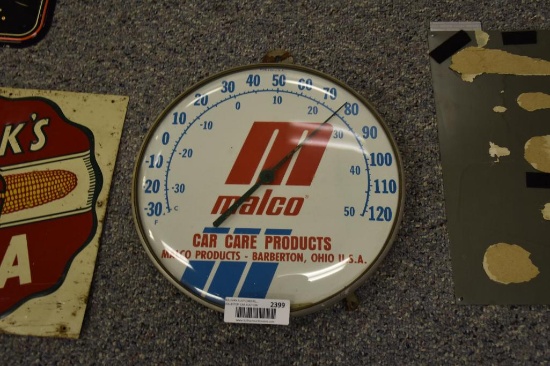 K'S
A
-30 -20 -10 0 10 20 30 40 50 60 70 80 90 100 110 120
-30 -20 -10 0 10 20 30 40 50
F
C
malco®
CAR CARE PRODUCTS
MALCO PRODUCTS - BARBERTON, OHIO U.S.A.
2399